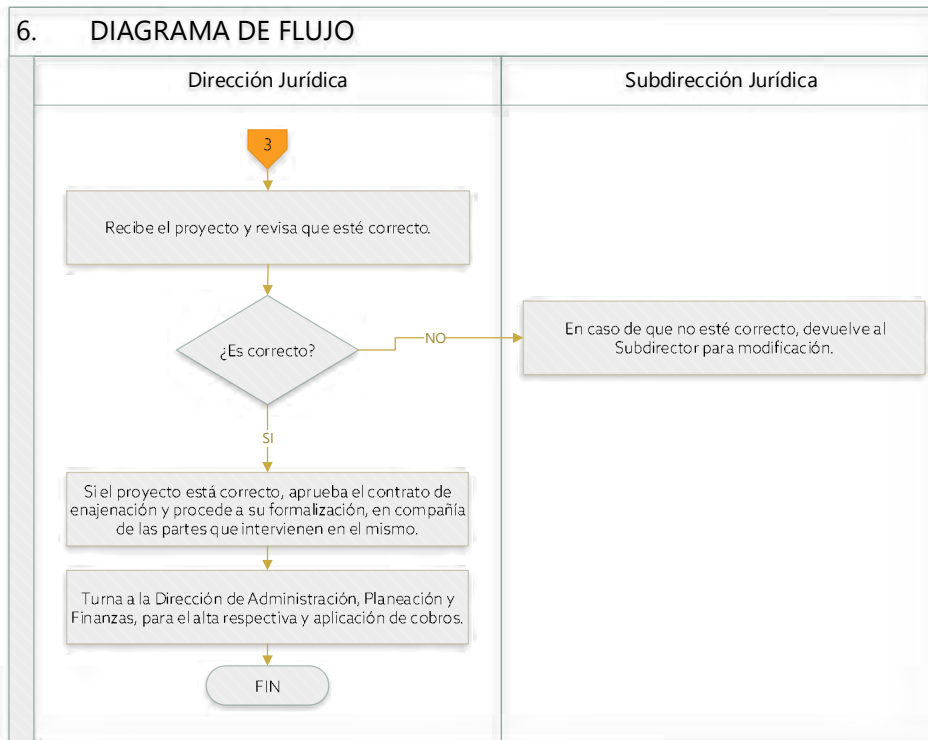 6. DIAGRAMA DE FLUJO
Dirección Jurídica
Subdirección Jurídica
3
Recibe el proyecto y revisa que esté correcto.
¿Es correcto?
NO
En caso de que no esté correcto, devuelve al
Subdirector para modificación.
SI
Si el proyecto está correcto, aprueba el contrato de
enajenación y procede a su formalización, en compañía
de las partes que intervienen en el mismo.
Turna a la Dirección de Administración, Planeación y
Finanzas, para el alta respectiva y aplicación de cobros.
FIN